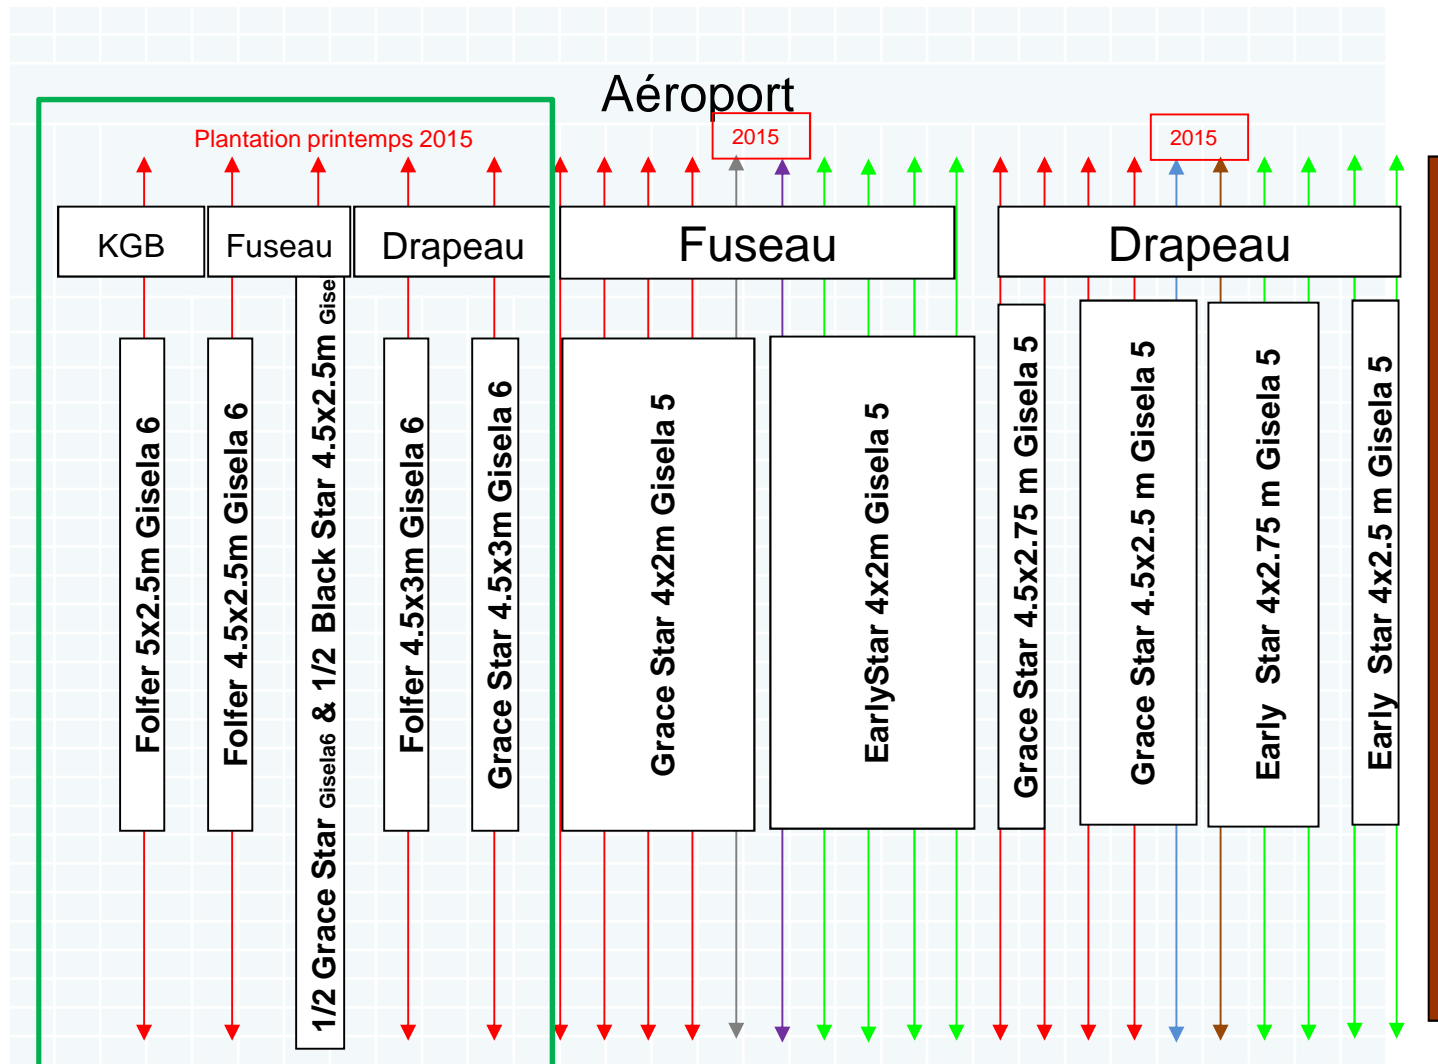 Aéroport
Plantation printemps 2015
2015
2015
KGB
Fuseau
Drapeau
Fuseau
Drapeau
Folfer 5x2.5m Gisela 6
Folfer 4.5x2.5m Gisela 6
1/2 Grace Star Gisela6 & 1/2 Black Star 4.5x2.5m Gise
Folfer 4.5x3m Gisela 6
Grace Star 4.5x3m Gisela 6
Grace Star 4x2m Gisela 5
EarlyStar 4x2m Gisela 5
Grace Star 4.5x2.75 m Gisela 5
Grace Star 4.5x2.5 m Gisela 5
Early Star 4x2.75 m Gisela 5
Early Star 4x2.5 m Gisela 5